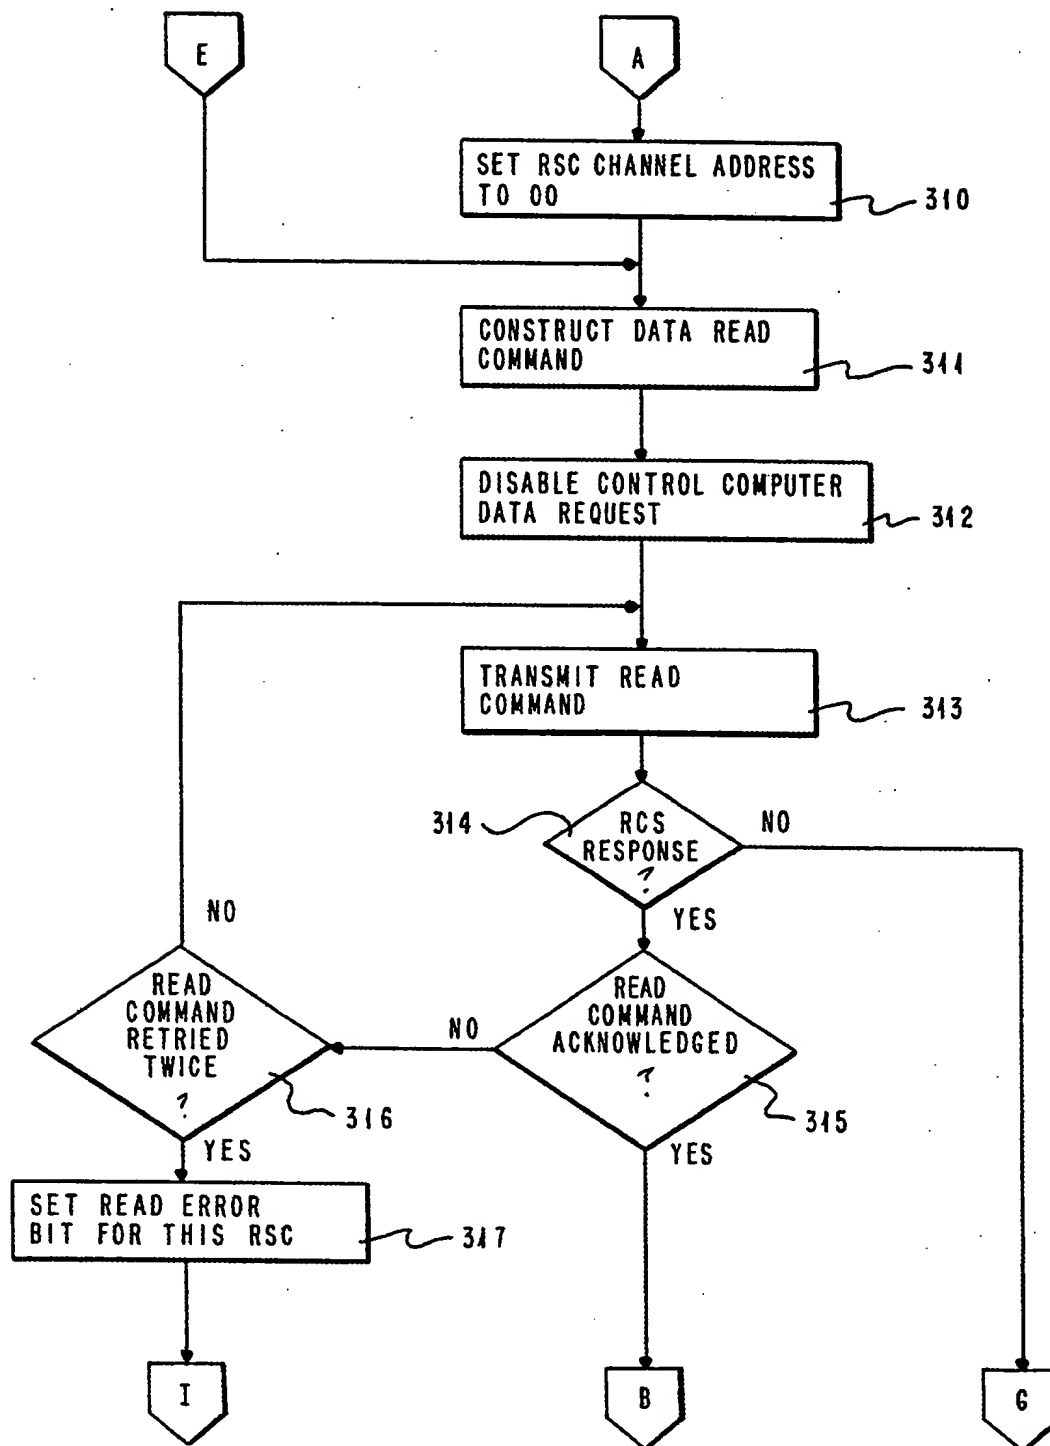 E
A
SET RSC CHANNEL ADDRESS
TO 00
310
CONSTRUCT DATA READ
COMMAND
311
DISABLE CONTROL COMPUTER
DATA REQUEST
312
TRANSMIT READ
COMMAND
313
314
RCS
RESPONSE
?
NO
YES
NO
READ
COMMAND
RETRIED
TWICE
?
316
YES
NO
READ
COMMAND
ACKNOWLEDGED
?
315
YES
SET READ ERROR
BIT FOR THIS RSC
317
I
B
G